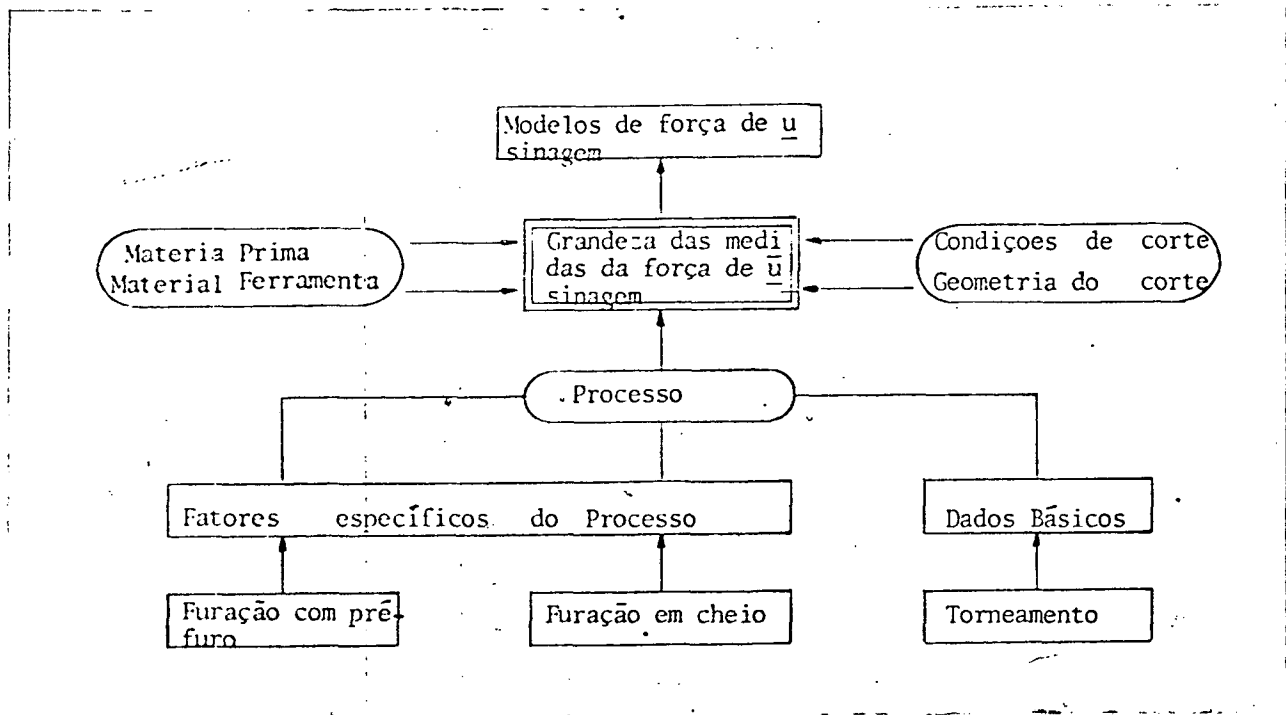 Modelos de força de u
sinagem
Materia Prima
Material Ferramenta
Grandeza das medi
das da força de u
sinagem
Condiçoes de corte
Geometria do corte
Processo
Fatores específicos do Processo
Dados Básicos
Furação com pré-
furo
Furação em cheio
Torneamento